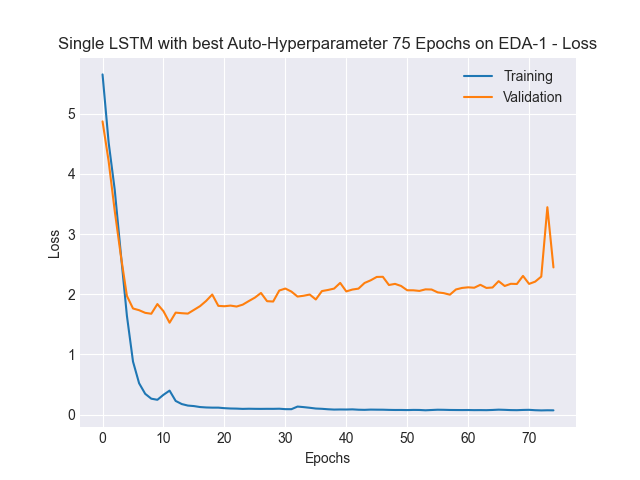 Single LSTM with best Auto-Hyperparameter 75 Epochs on EDA-1 - Loss
Training
Validation
5
4
3
2
1
0
Loss
0 10 20 30 40 50 60 70
Epochs